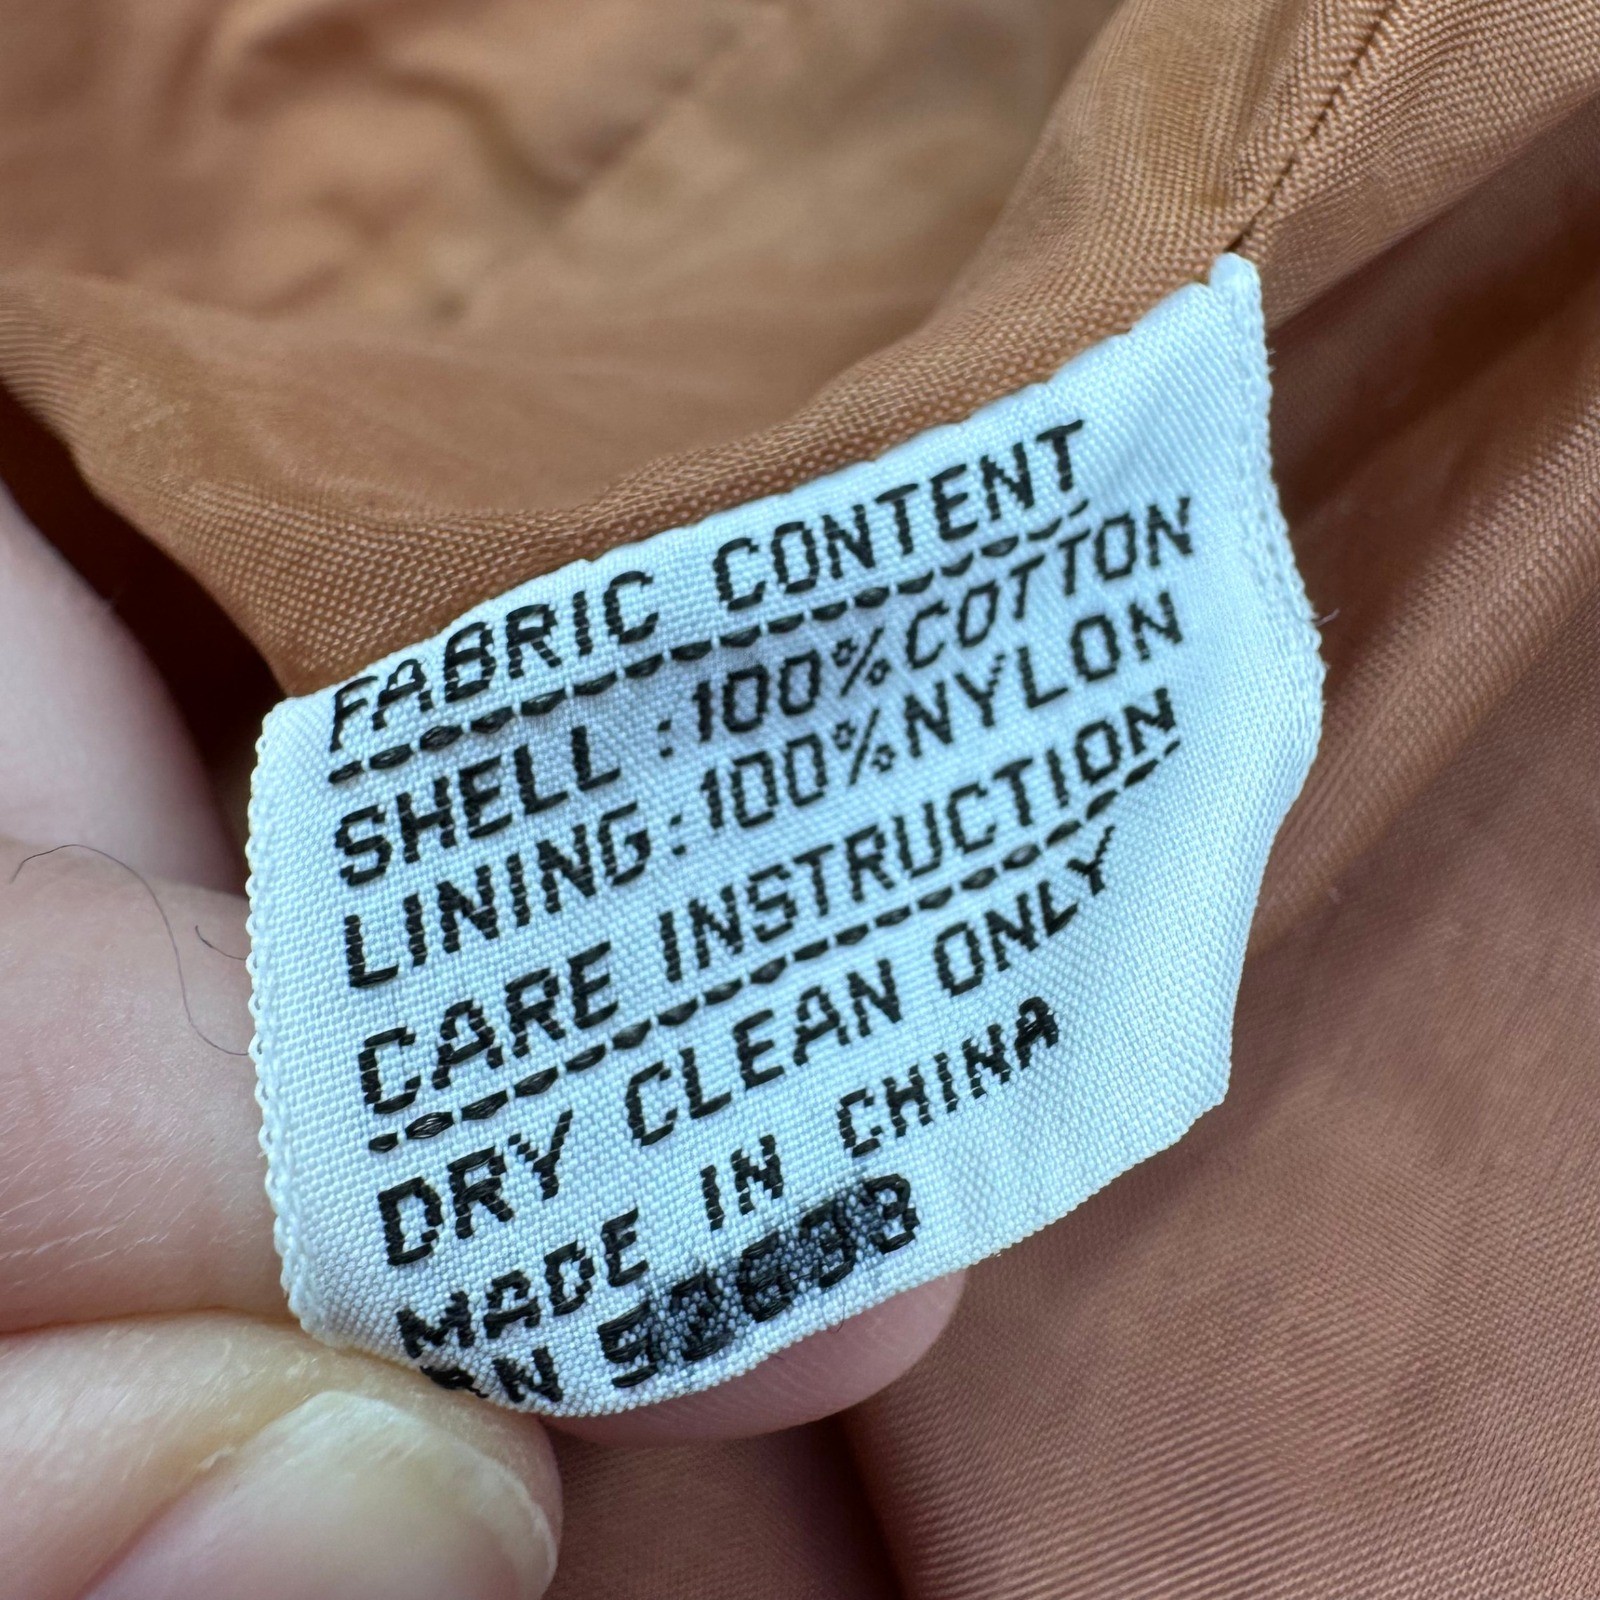 FABRIC CONTENT
SHELL :100%COTTON
LINING:100%NYLON
CARE INSTRUCTION
DRY CLEAN ONLY
MADE IN CHINA